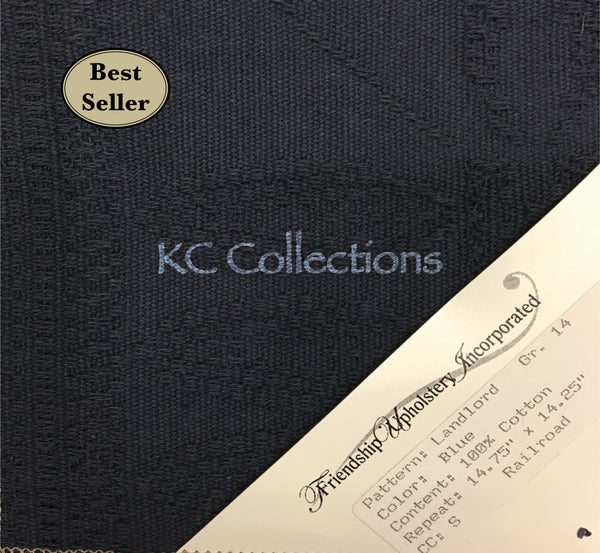 Best
Seller
KC Collections
Friendship Upholstery Incorporated
Pattern: Landlord Gr. 14
Color: Blue
Content: 100% Cotton
Repeat: 14.75" x 14.25"
Railroad
CC: S